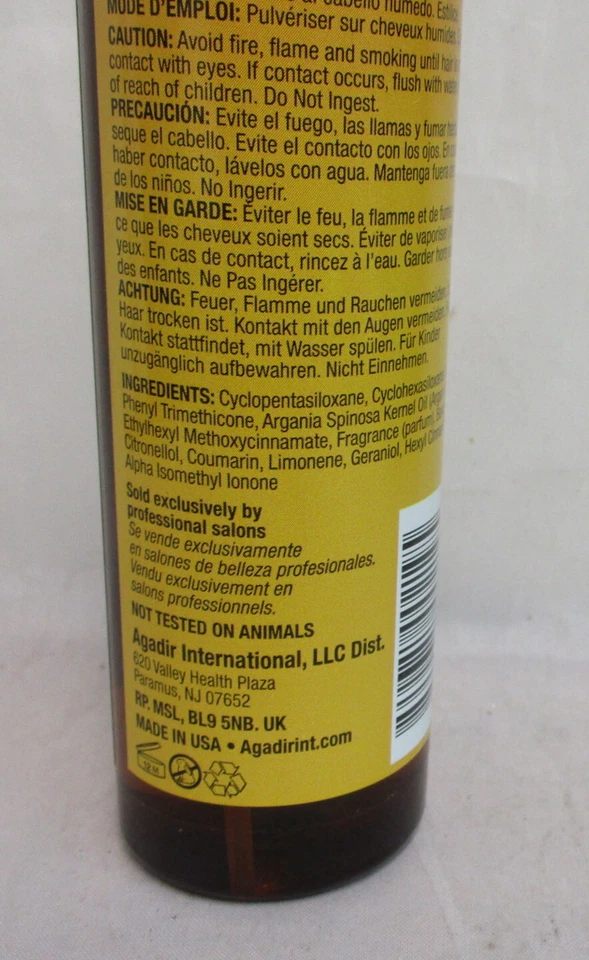 al cabello húmedo.
MODE D'EMPLOI: Pulvériser sur cheveux humides.
CAUTION: Avoid fire, flame and smoking until hair
contact with eyes. If contact occurs, flush with
of reach of children. Do Not Ingest.
PRECAUCIÓN: Evite el fuego, las llamas y fumar
seque el cabello. Evite el contacto con los ojos. En
haber contacto, lávelos con agua. Mantenga fuera
de los niños. No Ingerir.
MISE EN GARDE: Éviter le feu, la flamme et de
ce que les cheveux soient secs. Éviter de vaporiser
yeux. En cas de contact, rincez à l'eau. Garder hors
des enfants. Ne Pas Ingérer.
ACHTUNG: Feuer, Flamme und Rauchen vermeiden,
Haar trocken ist. Kontakt mit den Augen vermeiden.
Kontakt stattfindet, mit Wasser spülen. Für Kinder
unzugänglich aufbewahren. Nicht Einnehmen.
INGREDIENTS: Cyclopentasiloxane, Cyclohexasiloxane,
Phenyl Trimethicone, Argania Spinosa Kernel Oil
Ethylhexyl Methoxycinnamate, Fragrance (parfum),
Citronellol, Coumarin, Limonene, Geraniol, Hexyl
Alpha Isomethyl Ionone
Sold exclusively by
professional salons
Se vende exclusivamente
en salones de belleza profesionales.
Vendu exclusivement en
salons professionnels.
NOT TESTED ON ANIMALS
Agadir International, LLC Dist.
620 Valley Health Plaza
Paramus, NJ 07652
RP. MSL, BL9 5NB. UK
MADE IN USA • Agadirint.com
12 M